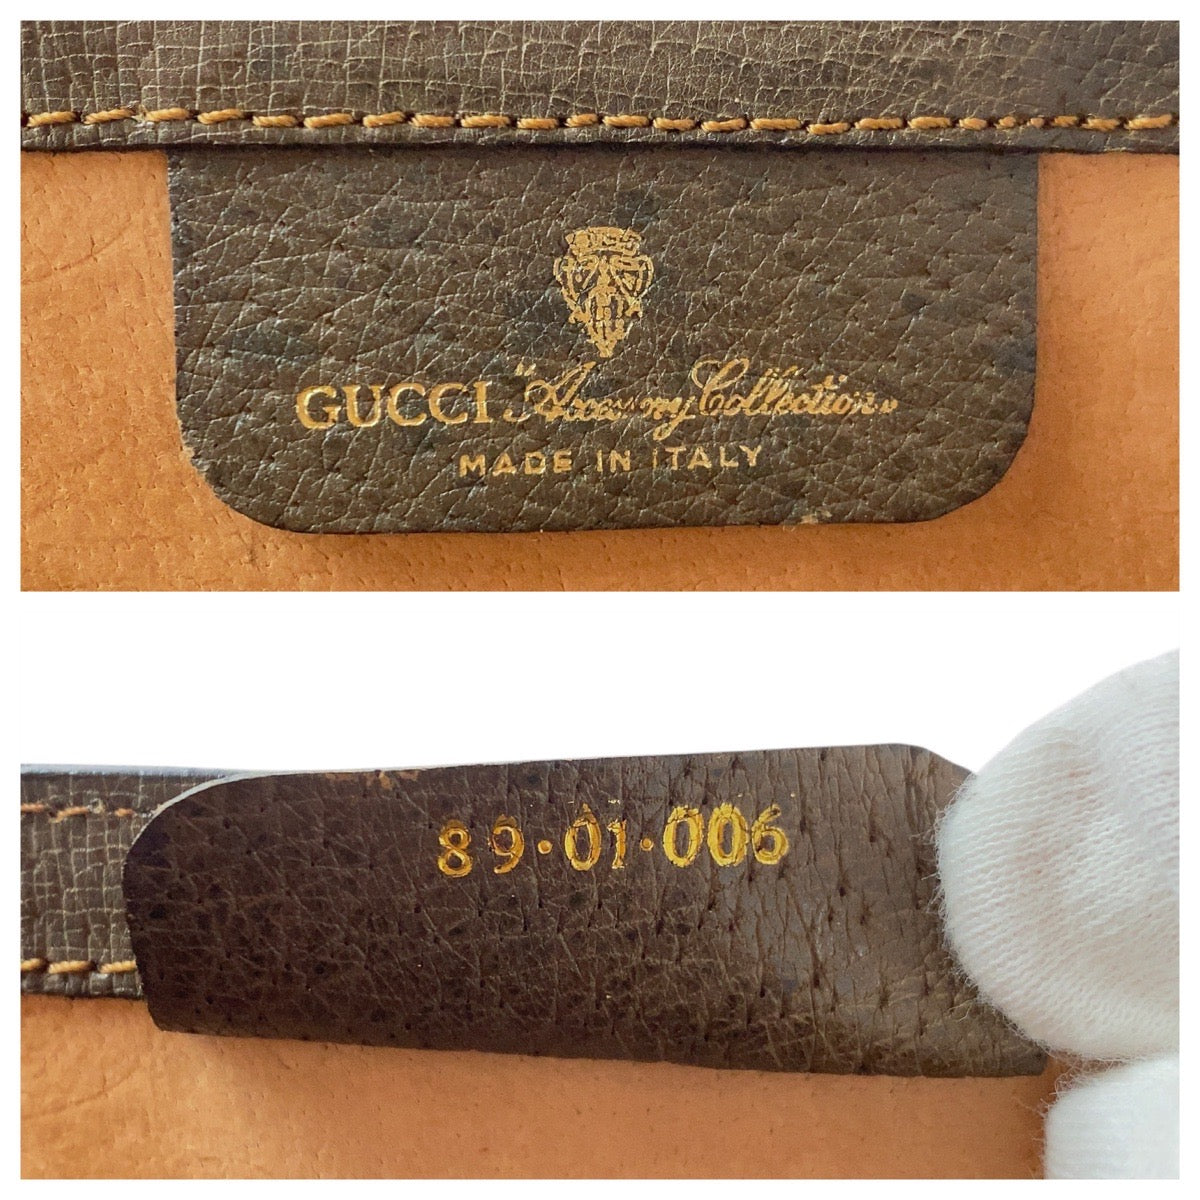 GUCCI "Accessory Collection"
MADE IN ITALY
89·01·006